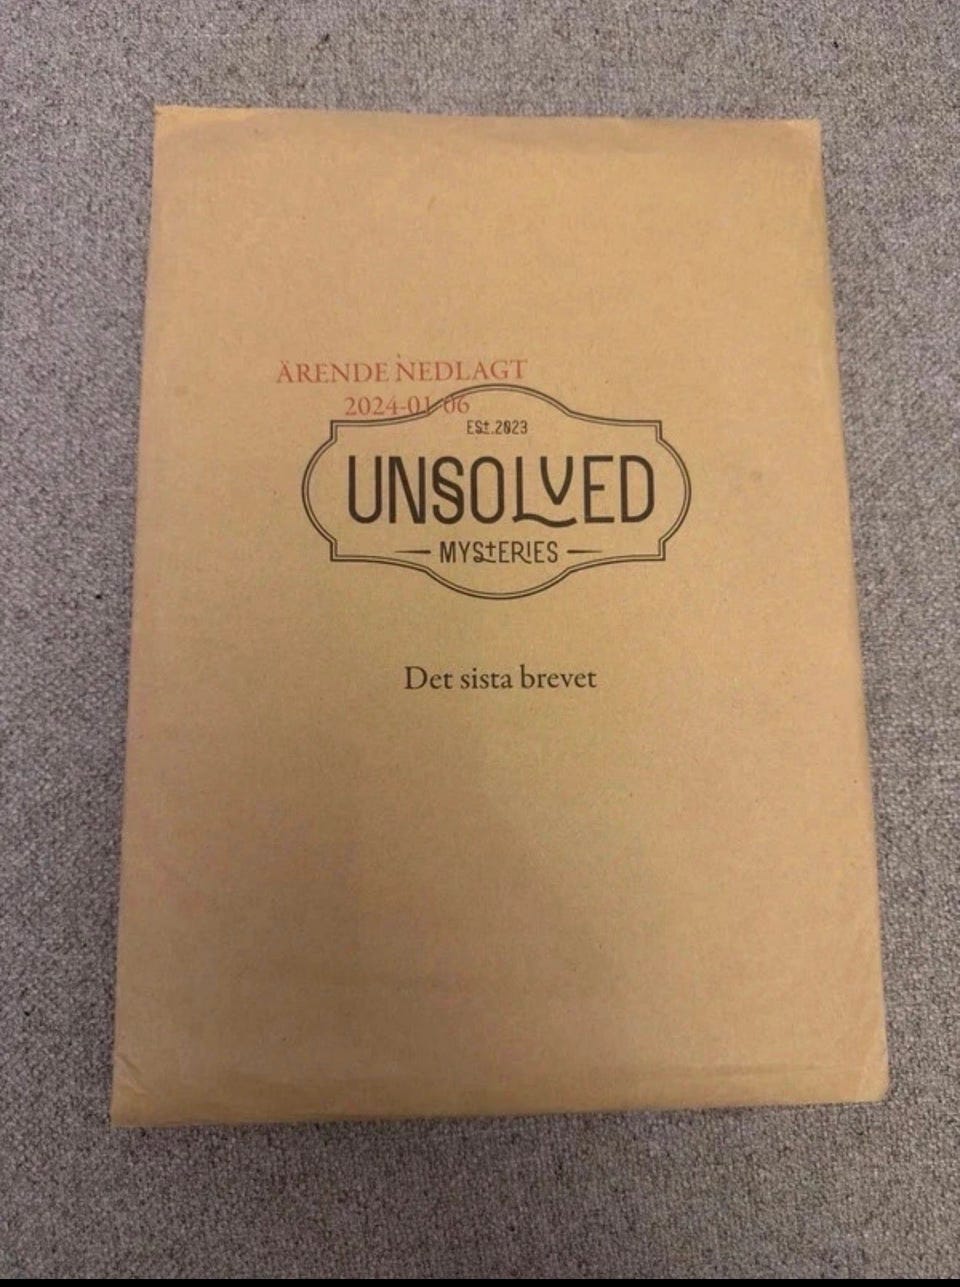 ÄRENDE NEDLAGT
2024-01-06
ESt.2023
UNSOLVED
MYStERIES
Det sista brevet